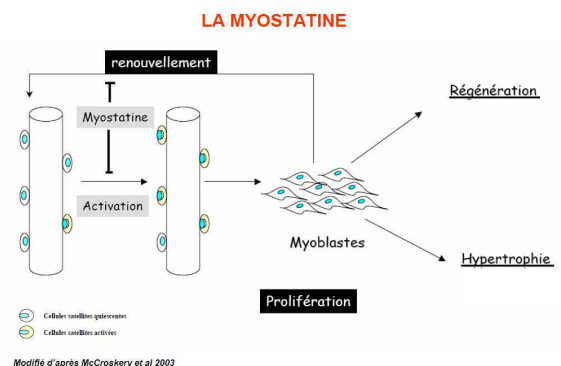 LA MYOSTATINE
renouvellement
Régénération
Myostatine
Activation
Myoblastes
Hypertrophie
Prolifération
Cellules satellites quiescentes
Cellules satellites activées
Modifié d'après McCroskery et al 2003